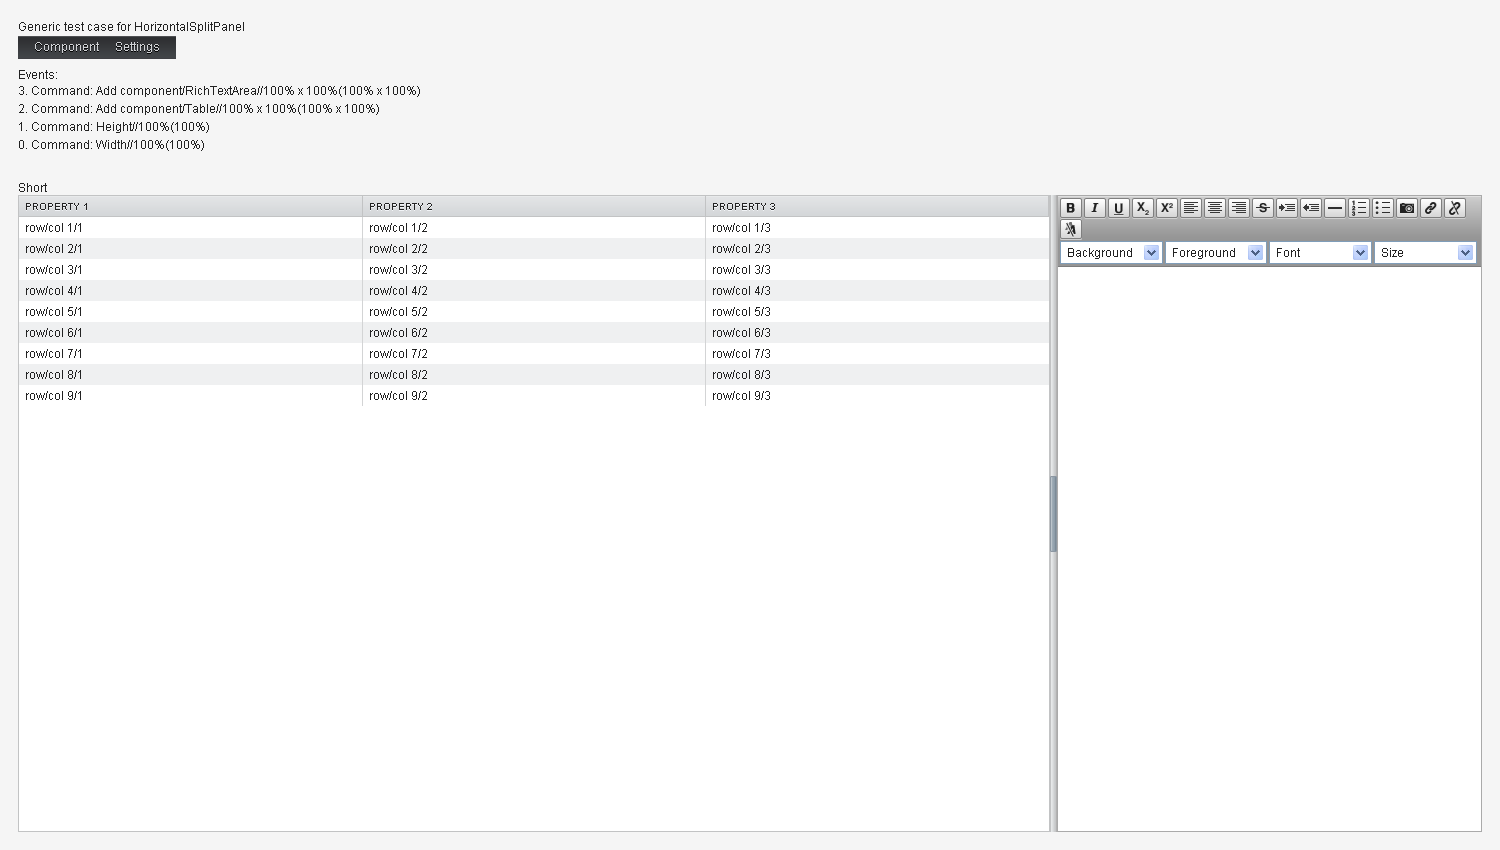 Generic test case for HorizontalSplitPanel
Component Settings
Events:
3. Command: Add component/RichTextArea//100% x 100%(100% x 100%)
2. Command: Add component/Table//100% x 100%(100% x 100%)
1. Command: Height//100%(100%)
0. Command: Width//100%(100%)
Short
PROPERTY 1 PROPERTY 2 PROPERTY 3
row/col 1/1 row/col 1/2 row/col 1/3
row/col 2/1 row/col 2/2 row/col 2/3
row/col 3/1 row/col 3/2 row/col 3/3
row/col 4/1 row/col 4/2 row/col 4/3
row/col 5/1 row/col 5/2 row/col 5/3
row/col 6/1 row/col 6/2 row/col 6/3
row/col 7/1 row/col 7/2 row/col 7/3
row/col 8/1 row/col 8/2 row/col 8/3
row/col 9/1 row/col 9/2 row/col 9/3
B I U X₂ X² S
Background Foreground Font Size